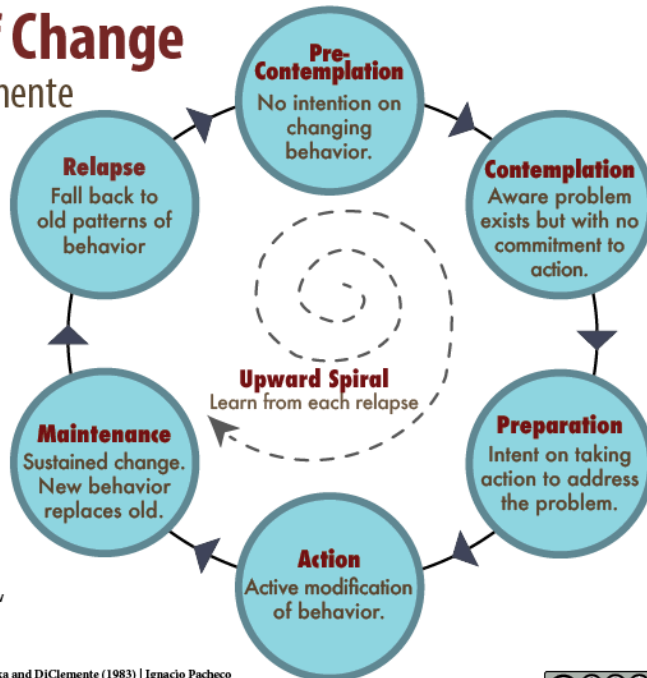 Change
Pre-
Contemplation
No intention on
changing
behavior.
Contemplation
Aware problem
exists but with no
commitment to
action.
Preparation
Intent on taking
action to address
the problem.
Action
Active modification
of behavior.
Maintenance
Sustained change.
New behavior
replaces old.
Relapse
Fall back to
old patterns of
behavior
Upward Spiral
Learn from each relapse
and DiClemente (1983) | Ignacio Pacheco